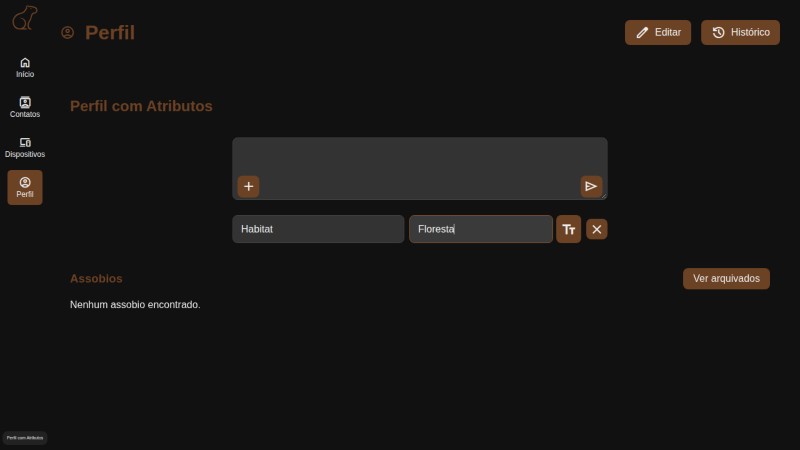 Perfil
Editar
Histórico
Início
Contatos
Dispositivos
Perfil
Perfil com Atributos
Habitat
Floresta
Tт
Assobios
Ver arquivados
Nenhum assobio encontrado.
Perfil com Atributos